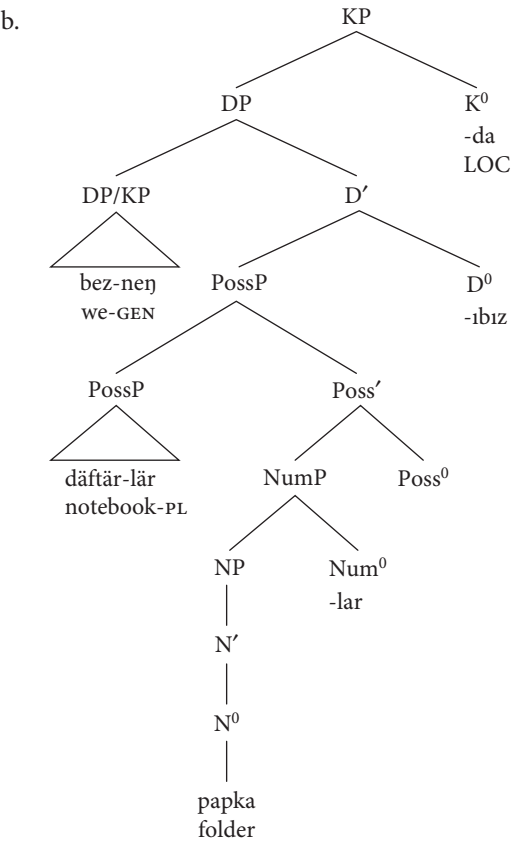 b.
KP
DP K⁰
-da
LOC
DP/KP D′
bez-neŋ PossP D⁰
we-GEN -ıbız
PossP Poss′
däftär-lär NumP Poss⁰
notebook-PL
NP Num⁰
-lar
N′
N⁰
papka
folder